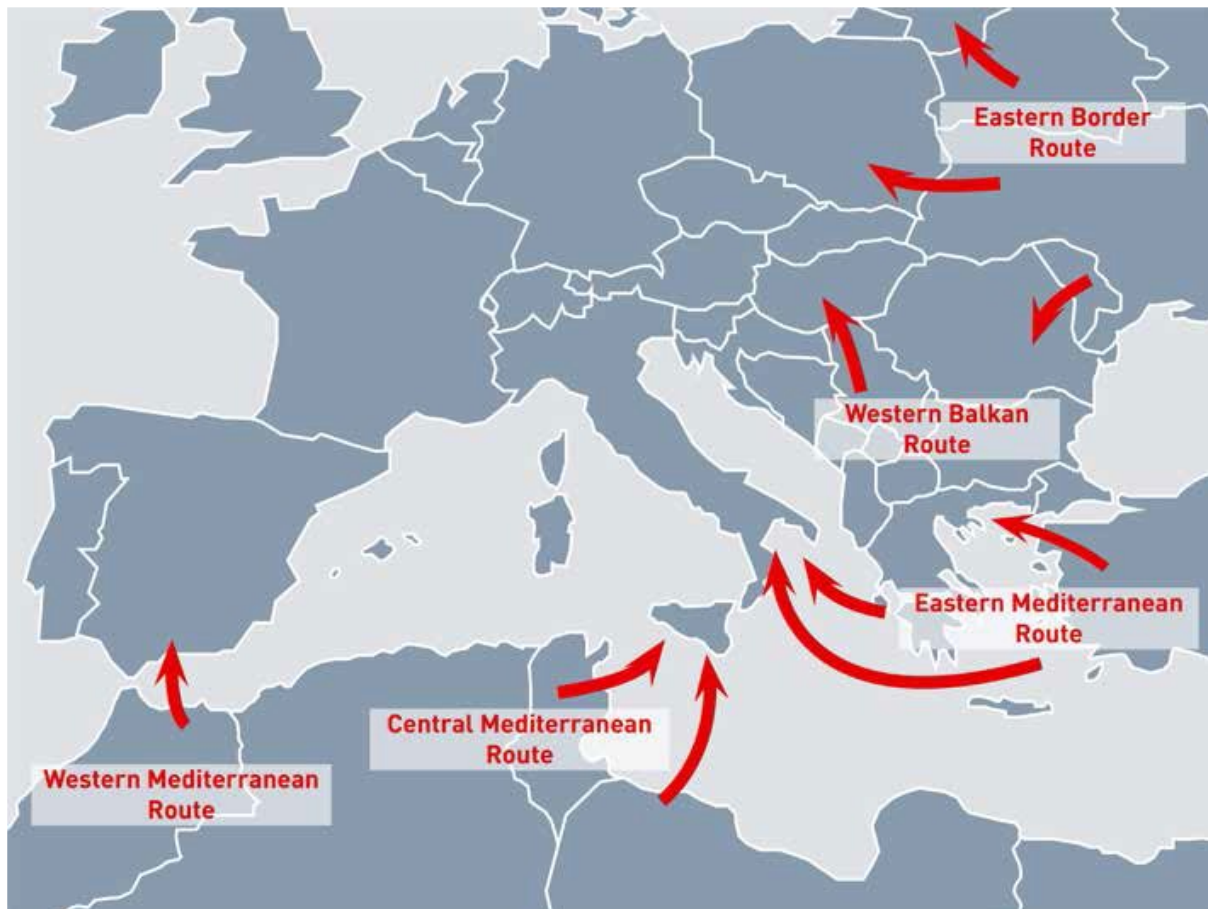 Eastern Border
Route
Western Balkan
Route
Eastern Mediterranean
Route
Central Mediterranean
Route
Western Mediterranean
Route